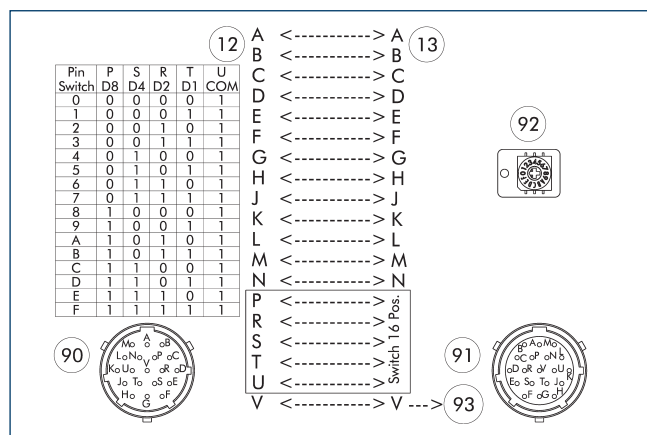 12
13
A <-----------> A
B <-----------> B
C <-----------> C
D <-----------> D
E <-----------> E
F <-----------> F
G <-----------> G
H <-----------> H
J <-----------> J
K <-----------> K
L <-----------> L
M <-----------> M
N <-----------> N
P <----------->
R <----------->
S <----------->
T <----------->
U <----------->
Switch 16 Pos.
V <-----------> V ---> 93
Pin P S R T U
Switch D8 D4 D2 D1 COM
0 0 0 0 0 1
1 0 0 0 1 1
2 0 0 1 0 1
3 0 0 1 1 1
4 0 1 0 0 1
5 0 1 0 1 1
6 0 1 1 0 1
7 0 1 1 1 1
8 1 0 0 0 1
9 1 0 0 1 1
A 1 0 1 0 1
B 1 0 1 1 1
C 1 1 0 0 1
D 1 1 0 1 1
E 1 1 1 0 1
F 1 1 1 1 1
92
90
A
M B
L N P C
V
K U R D
J T S E
H F
G
91
B A M
C P N L
D R V U K
E S T J
F G H